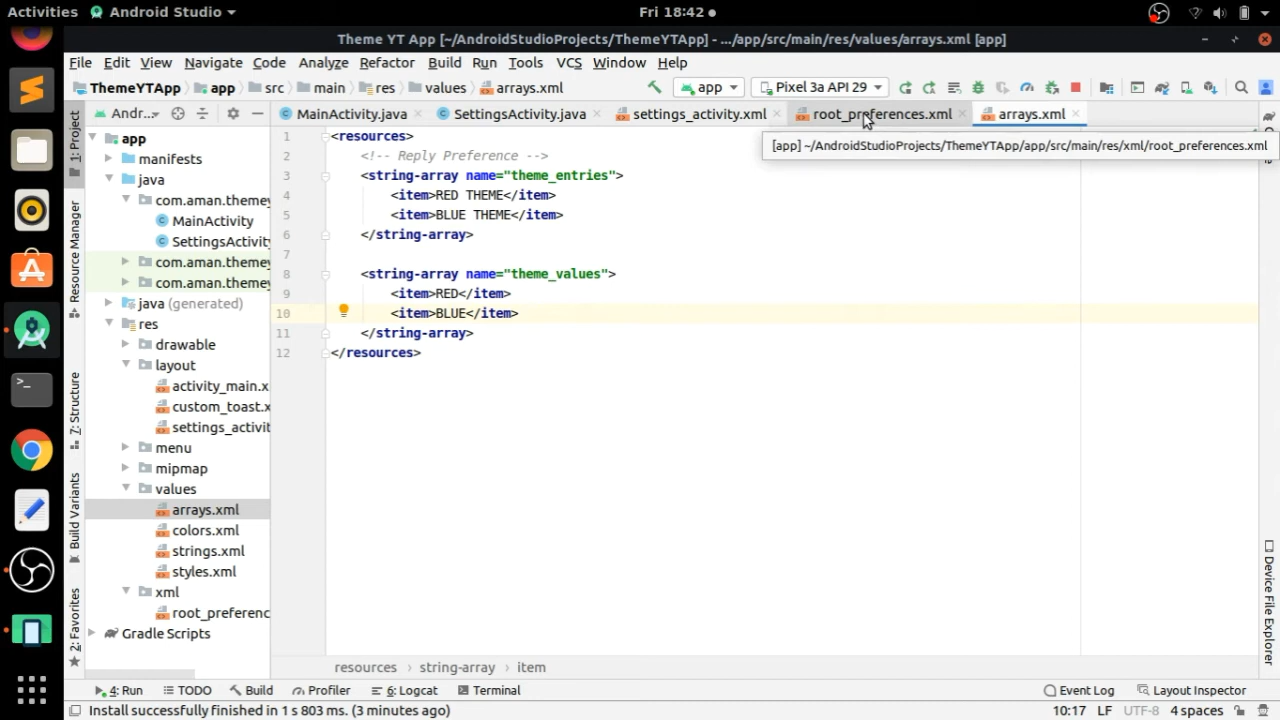 Activities Android Studio Fri 18:42
Theme YT App [~/AndroidStudioProjects/ThemeYTApp] - .../app/src/main/res/values/arrays.xml [app]
File Edit View Navigate Code Analyze Refactor Build Run Tools VCS Window Help
ThemeYTApp app src main res values arrays.xml app Pixel 3a API 29
Andr... MainActivity.java SettingsActivity.java settings_activity.xml root_preferences.xml arrays.xml
[app] ~/AndroidStudioProjects/ThemeYTApp/app/src/main/res/xml/root_preferences.xml
1: Project
Resource Manager
7: Structure
Build Variants
2: Favorites
app
manifests
java
com.aman.themey
MainActivity
SettingsActivity
com.aman.themey
com.aman.themey
java (generated)
res
drawable
layout
activity_main.x
custom_toast.x
settings_activit
menu
mipmap
values
arrays.xml
colors.xml
strings.xml
styles.xml
xml
root_preferenc
Gradle Scripts
1 <resources>
2 <!-- Reply Preference -->
3 <string-array name="theme_entries">
4 <item>RED THEME</item>
5 <item>BLUE THEME</item>
6 </string-array>
7
8 <string-array name="theme_values">
9 <item>RED</item>
10 <item>BLUE</item>
11 </string-array>
12 </resources>
Device File Explorer
resources › string-array › item
4: Run TODO Build Profiler 6: Logcat Terminal Event Log Layout Inspector
Install successfully finished in 1 s 803 ms. (3 minutes ago) 10:17 LF UTF-8 4 spaces